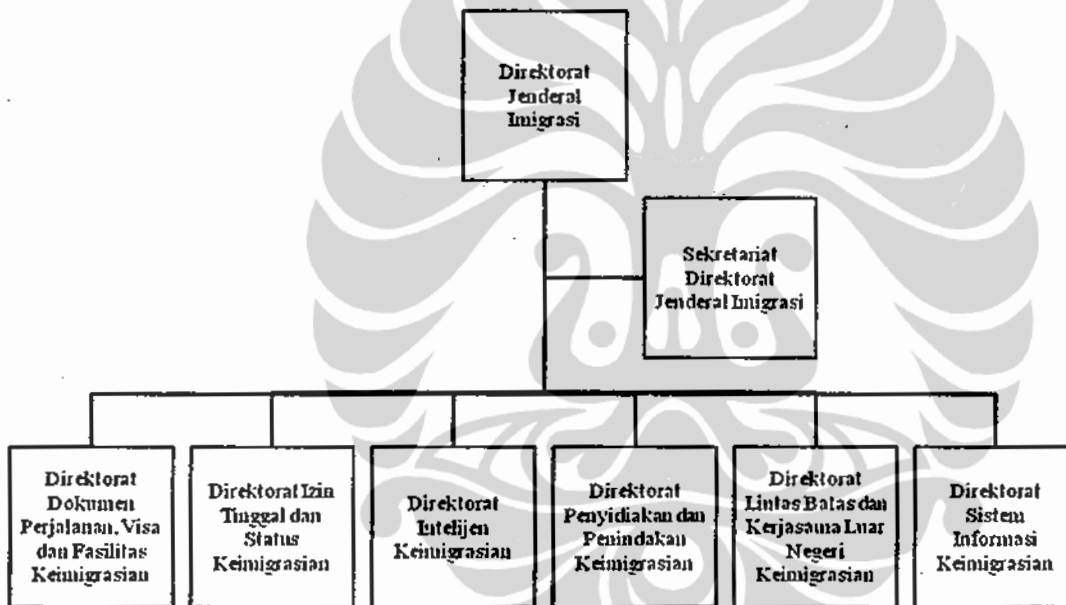 Direktorat
Jenderal
Imigrasi
Sekretariat
Direktorat
Jenderal Imigrasi
Direktorat
Dokumen
Perjalanan, Visa
dan Fasilitas
Keimigrasian
Direktorat Izin
Tinggal dan
Status
Keimigrasian
Direktorat
Intelijen
Keimigrasian
Direktorat
Penyidiakan dan
Penindakan
Keimigrasian
Direktorat
Lintas Batas dan
Kerjasama Luar
Negeri
Keimigrasian
Direktorat
Sistem
Informasi
Keimigrasian